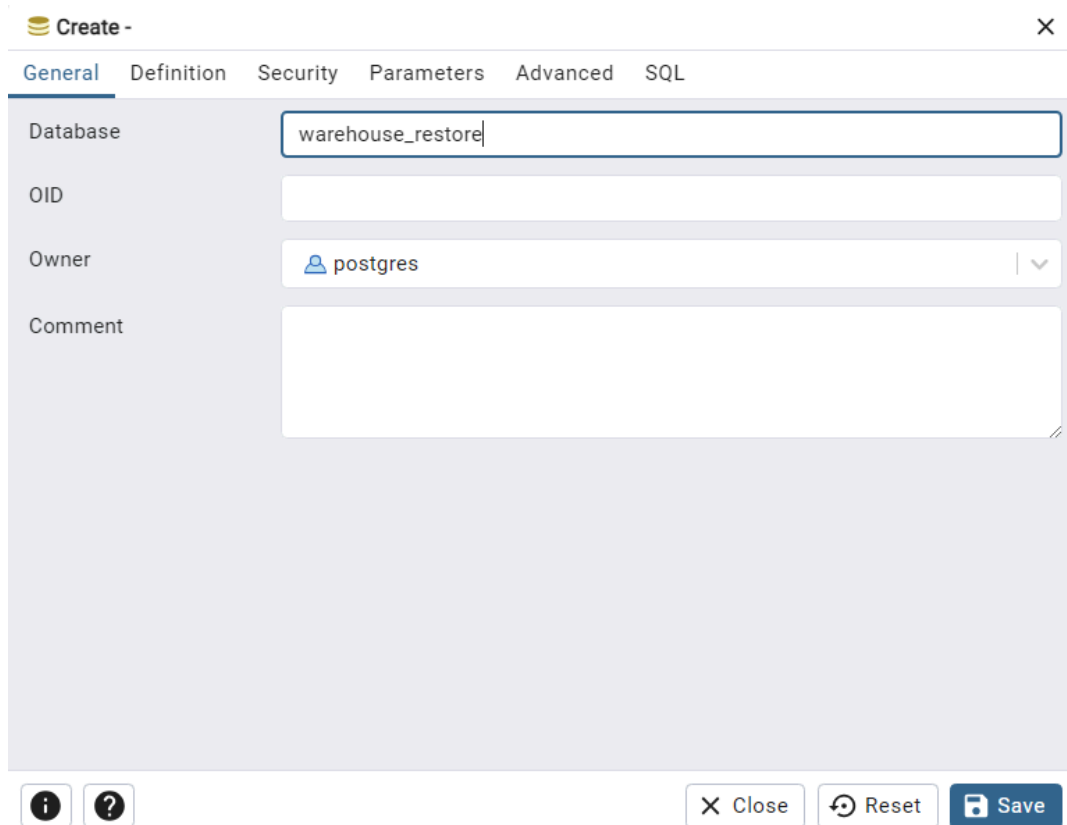 Create -
General Definition Security Parameters Advanced SQL
Database warehouse_restore
OID
Owner postgres
Comment
Close Reset Save